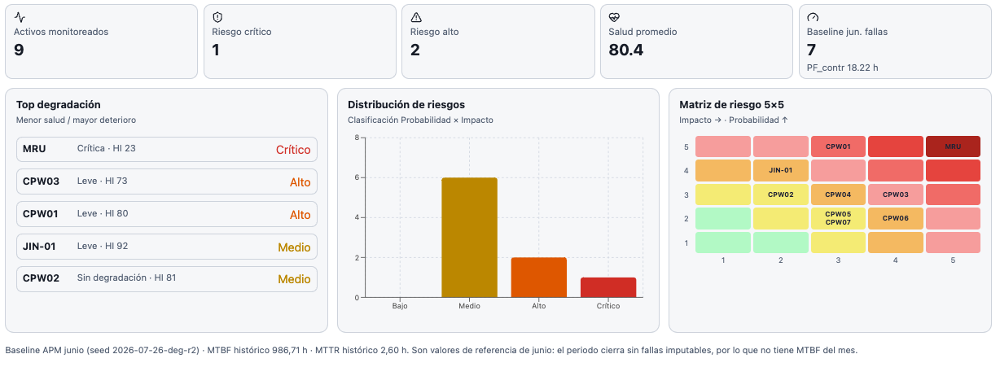 Activos monitoreados
9
Riesgo crítico
1
Riesgo alto
2
Salud promedio
80.4
Baseline jun. fallas
7
PF_contr 18.22 h
Top degradación
Menor salud / mayor deterioro
MRU Crítica · HI 23 Crítico
CPW03 Leve · HI 73 Alto
CPW01 Leve · HI 80 Alto
JIN-01 Leve · HI 92 Medio
CPW02 Sin degradación · HI 81 Medio
Distribución de riesgos
Clasificación Probabilidad × Impacto
8
6
4
2
0
Bajo Medio Alto Crítico
Matriz de riesgo 5×5
Impacto → · Probabilidad ↑
5 CPW01 MRU
4 JIN-01
3 CPW02 CPW04 CPW03
2 CPW05 CPW06
CPW07
1
1 2 3 4 5
Baseline APM junio (seed 2026-07-26-deg-r2) · MTBF histórico 986,71 h · MTTR histórico 2,60 h. Son valores de referencia de junio: el periodo cierra sin fallas imputables, por lo que no tiene MTBF del mes.